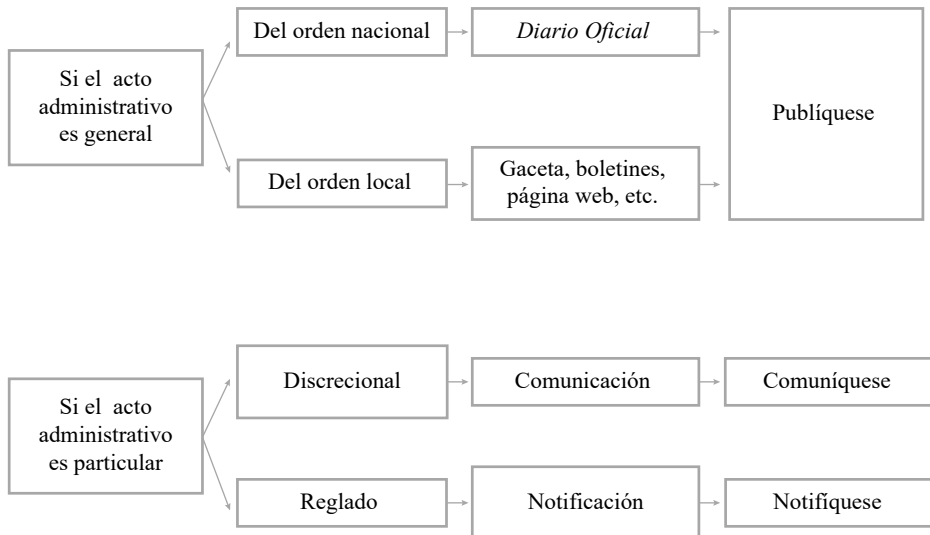 Si el acto
administrativo
es general
Del orden nacional
Diario Oficial
Publíquese
Del orden local
Gaceta, boletines,
página web, etc.
Si el acto
administrativo
es particular
Discrecional
Comunicación
Comuníquese
Reglado
Notificación
Notifíquese